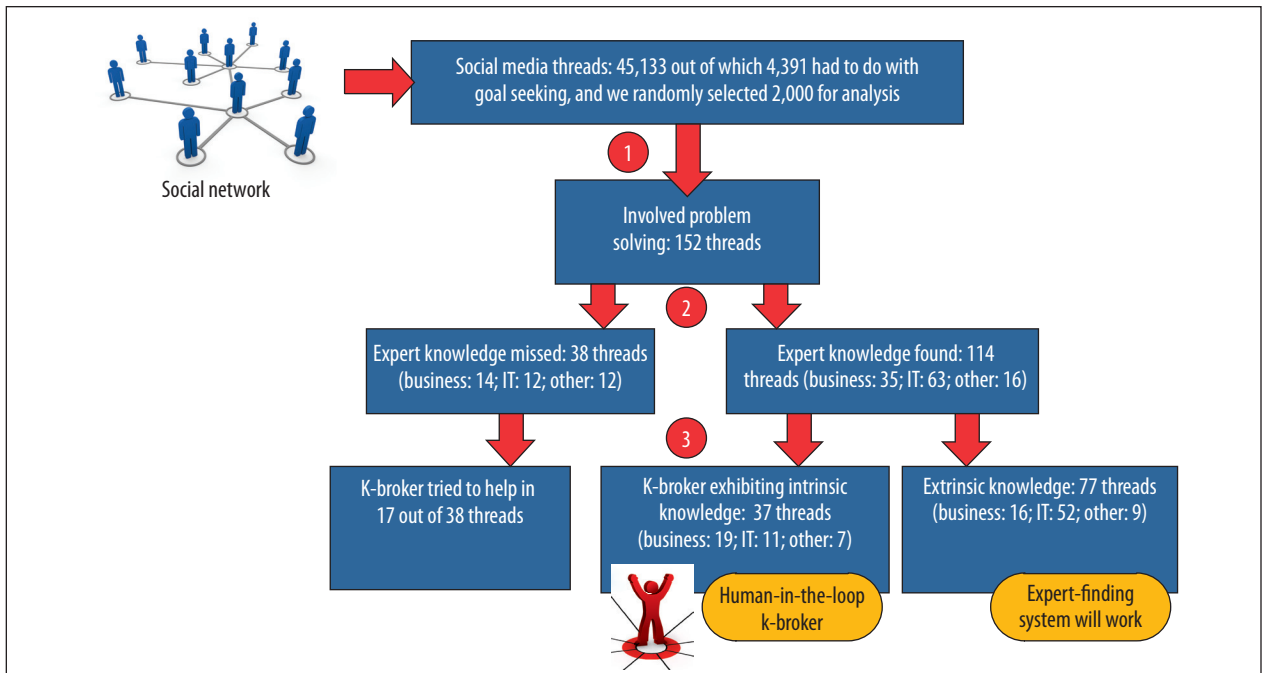 Social media threads: 45,133 out of which 4,391 had to do with
goal seeking, and we randomly selected 2,000 for analysis
Social network
1
Involved problem
solving: 152 threads
2
Expert knowledge missed: 38 threads
(business: 14; IT: 12; other: 12)
Expert knowledge found: 114
threads (business: 35; IT: 63; other: 16)
3
K-broker tried to help in
17 out of 38 threads
K-broker exhibiting intrinsic
knowledge: 37 threads
(business: 19; IT: 11; other: 7)
Extrinsic knowledge: 77 threads
(business: 16; IT: 52; other: 9)
Human-in-the-loop
k-broker
Expert-finding
system will work